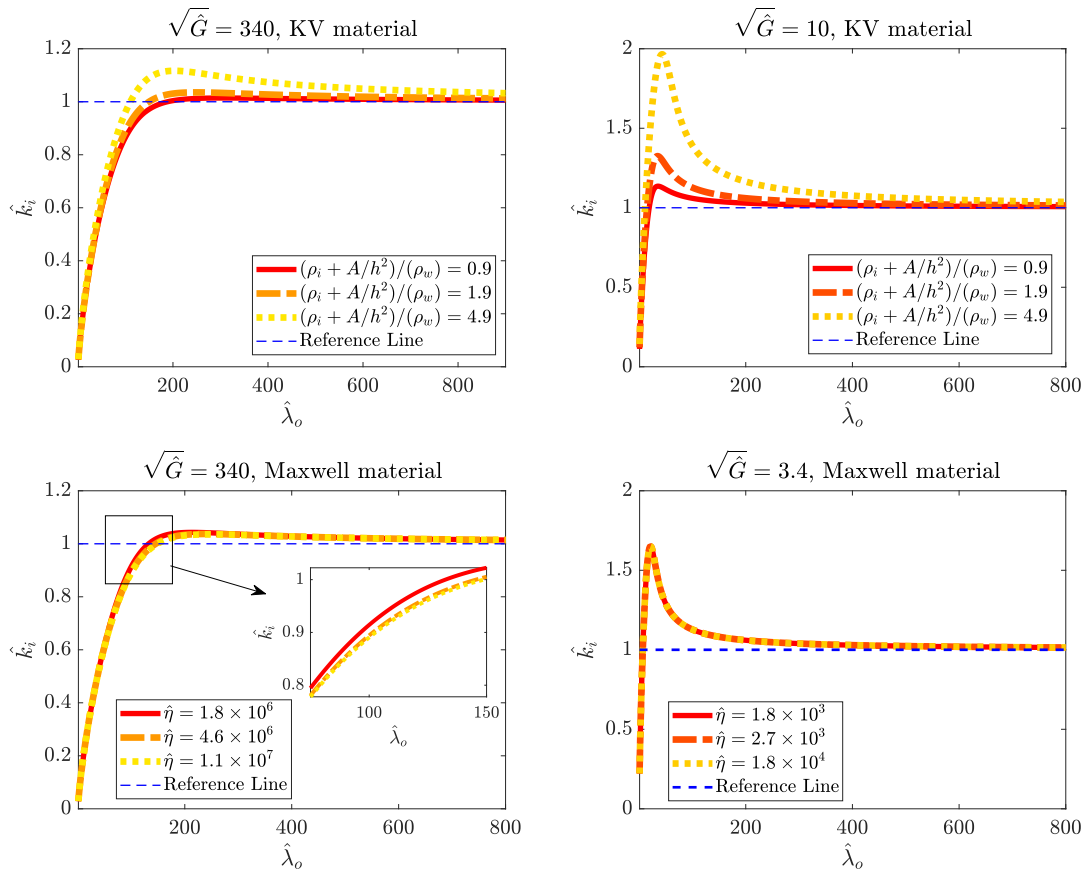 √Ĝ = 340, KV material
1.2
1
0.8
0.6
0.4
0.2
0
k̂ᵢ
(ρᵢ + A/h²)/(ρ_w) = 0.9
(ρᵢ + A/h²)/(ρ_w) = 1.9
(ρᵢ + A/h²)/(ρ_w) = 4.9
Reference Line
200
400
600
800
λ̂ₒ
√Ĝ = 10, KV material
2
1.5
1
0.5
0
k̂ᵢ
(ρᵢ + A/h²)/(ρ_w) = 0.9
(ρᵢ + A/h²)/(ρ_w) = 1.9
(ρᵢ + A/h²)/(ρ_w) = 4.9
Reference Line
200
400
600
800
λ̂ₒ
√Ĝ = 340, Maxwell material
1.2
1
0.8
0.6
0.4
0.2
0
k̂ᵢ
1
0.9
0.8
k̂ᵢ
100
150
λ̂ₒ
η̂ = 1.8 × 10⁶
η̂ = 4.6 × 10⁶
η̂ = 1.1 × 10⁷
Reference Line
200
400
600
800
λ̂ₒ
√Ĝ = 3.4, Maxwell material
2
1.5
1
0.5
0
k̂ᵢ
η̂ = 1.8 × 10³
η̂ = 2.7 × 10³
η̂ = 1.8 × 10⁴
Reference Line
200
400
600
800
λ̂ₒ